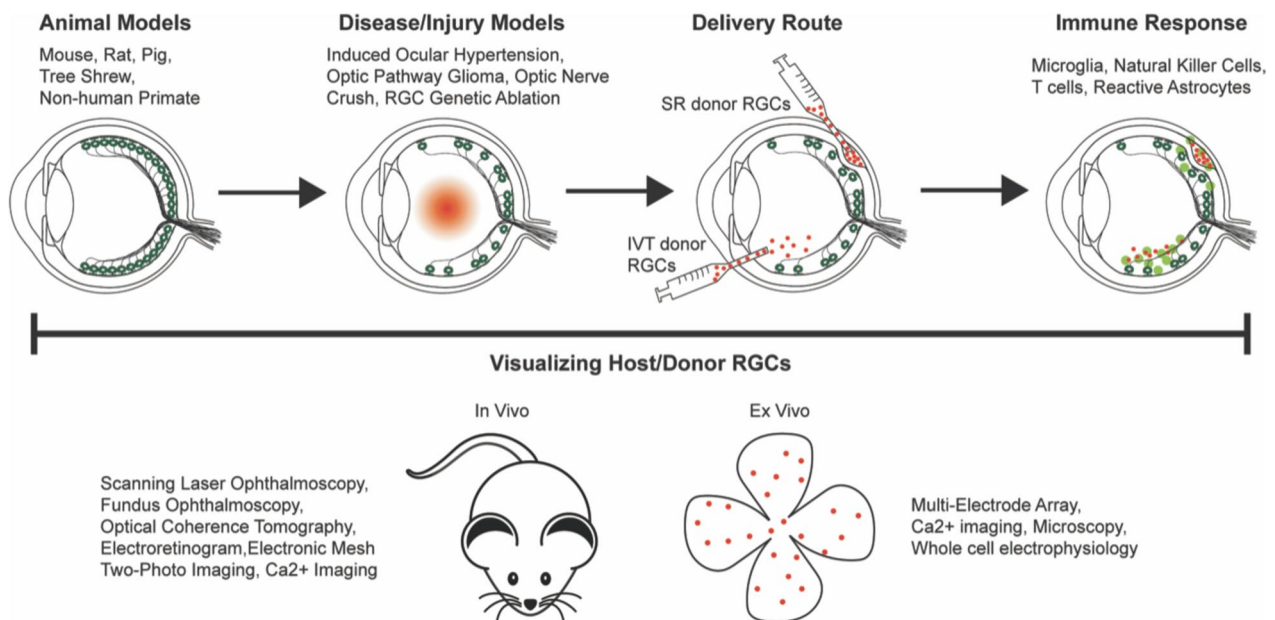 Animal Models
Mouse, Rat, Pig,
Tree Shrew,
Non-human Primate
Disease/Injury Models
Induced Ocular Hypertension,
Optic Pathway Glioma, Optic Nerve
Crush, RGC Genetic Ablation
Delivery Route
SR donor RGCs
IVT donor
RGCs
Immune Response
Microglia, Natural Killer Cells,
T cells, Reactive Astrocytes
Visualizing Host/Donor RGCs
In Vivo
Scanning Laser Ophthalmoscopy,
Fundus Ophthalmoscopy,
Optical Coherence Tomography,
Electroretinogram,Electronic Mesh
Two-Photo Imaging, Ca2+ Imaging
Ex Vivo
Multi-Electrode Array,
Ca2+ imaging, Microscopy,
Whole cell electrophysiology